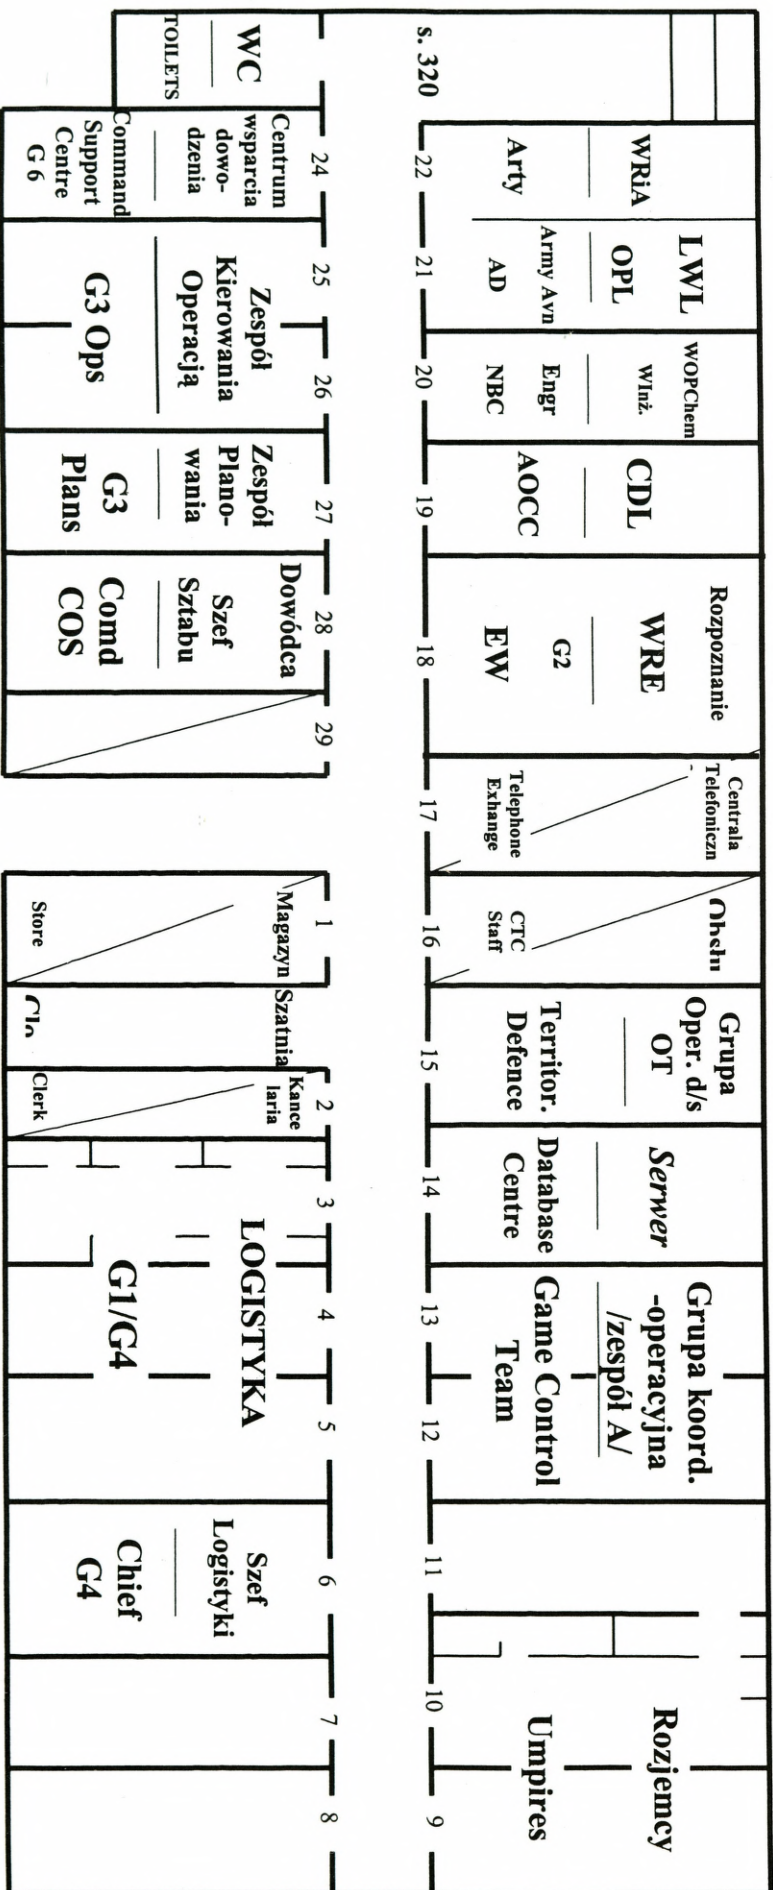 s. 320
WRiA
Arty
22
LWL
OPL
Army Avn
AD
21
WOPChem
WInż.
Engr
NBC
20
CDL
AOCC
19
Rozpoznanie
WRE
G2
EW
18
Centrala
Telefoniczn
Telephone
Exhange
17
CTC
Staff
16
Grupa
Oper. d/s
OT
Territor.
Defence
15
Serwer
Database
Centre
14
Grupa koord.
-operacyjna
/zespół A/
Game Control
Team
13
12
11
Rozjemcy
Umpires
10
9
WC
TOILETS
24
Centrum
wsparcia
dowo-
dzenia
Command
Support
Centre
G 6
25
26
Zespół
Kierowania
Operacją
G3 Ops
27
Zespół
Plano-
wania
G3
Plans
28
Dowódca
Szef
Sztabu
Comd
COS
29
1
Magazyn
Store
Szatnia
2
Kance
laria
Clerk
3
4
5
LOGISTYKA
G1/G4
6
Szef
Logistyki
Chief
G4
7
8